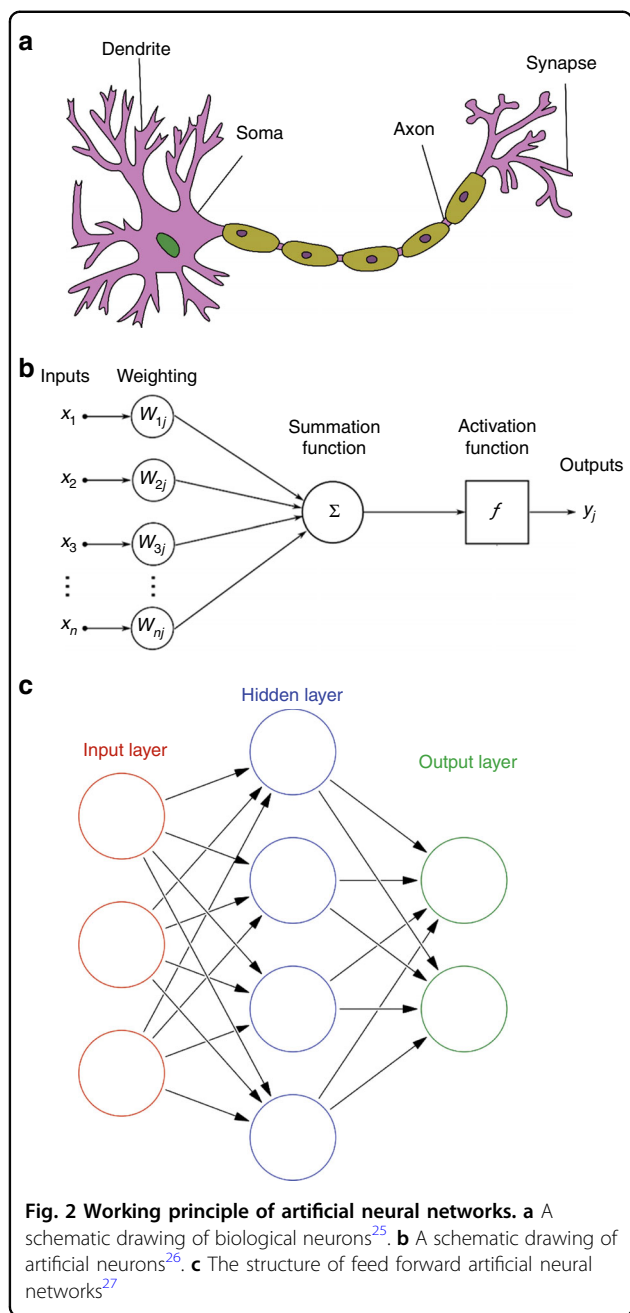 a
Dendrite
Synapse
Soma
Axon
b
Inputs
Weighting
Summation
function
Activation
function
Outputs
x1
W1j
x2
W2j
Σ
f
yj
x3
W3j
⋮
⋮
xn
Wnj
c
Hidden layer
Input layer
Output layer
Fig. 2 Working principle of artificial neural networks. a A
schematic drawing of biological neurons25. b A schematic drawing of
artificial neurons26. c The structure of feed forward artificial neural
networks27